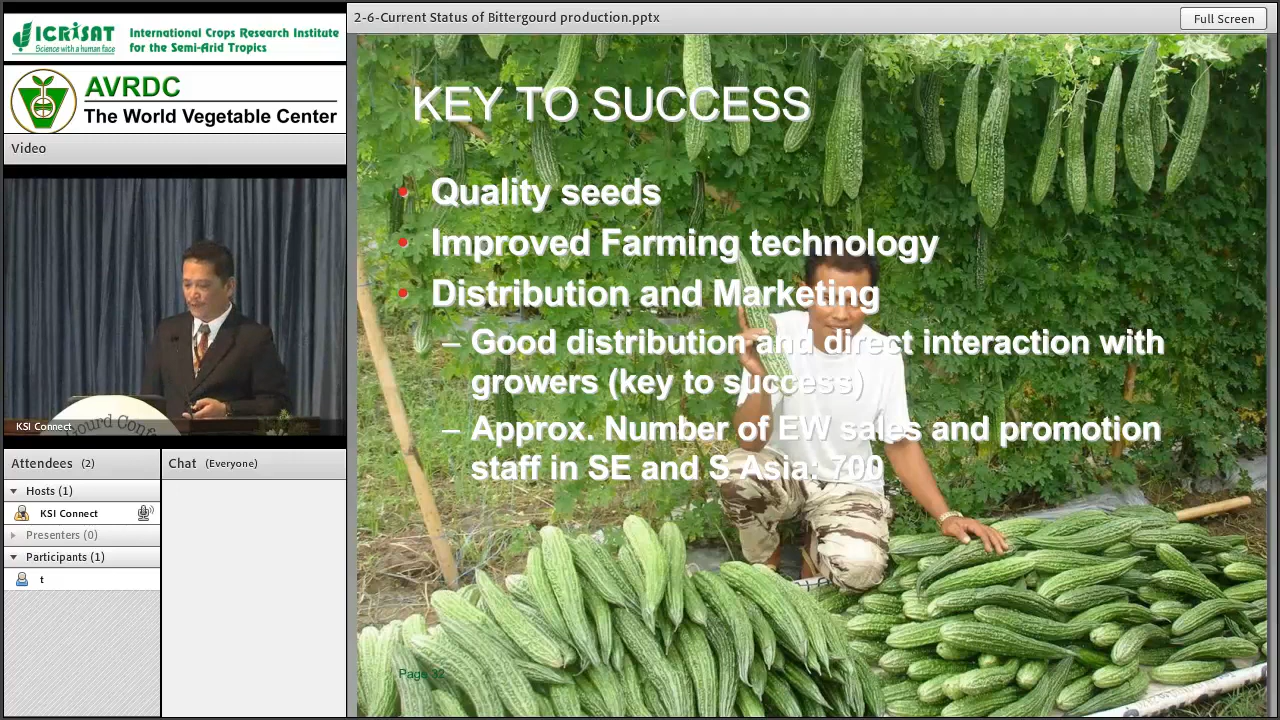 ICRISAT
Science with a human face
International Crops Research Institute
for the Semi-Arid Tropics
AVRDC
The World Vegetable Center
Video
Gourd Conf
KSI Connect
Attendees (2)
Hosts (1)
KSI Connect
Presenters (0)
Participants (1)
t
Chat (Everyone)
2-6-Current Status of Bittergourd production.pptx
Full Screen
KEY TO SUCCESS
• Quality seeds
• Improved Farming technology
• Distribution and Marketing
– Good distribution and direct interaction with
growers (key to success)
– Approx. Number of EW sales and promotion
staff in SE and S Asia: 700
Page 32